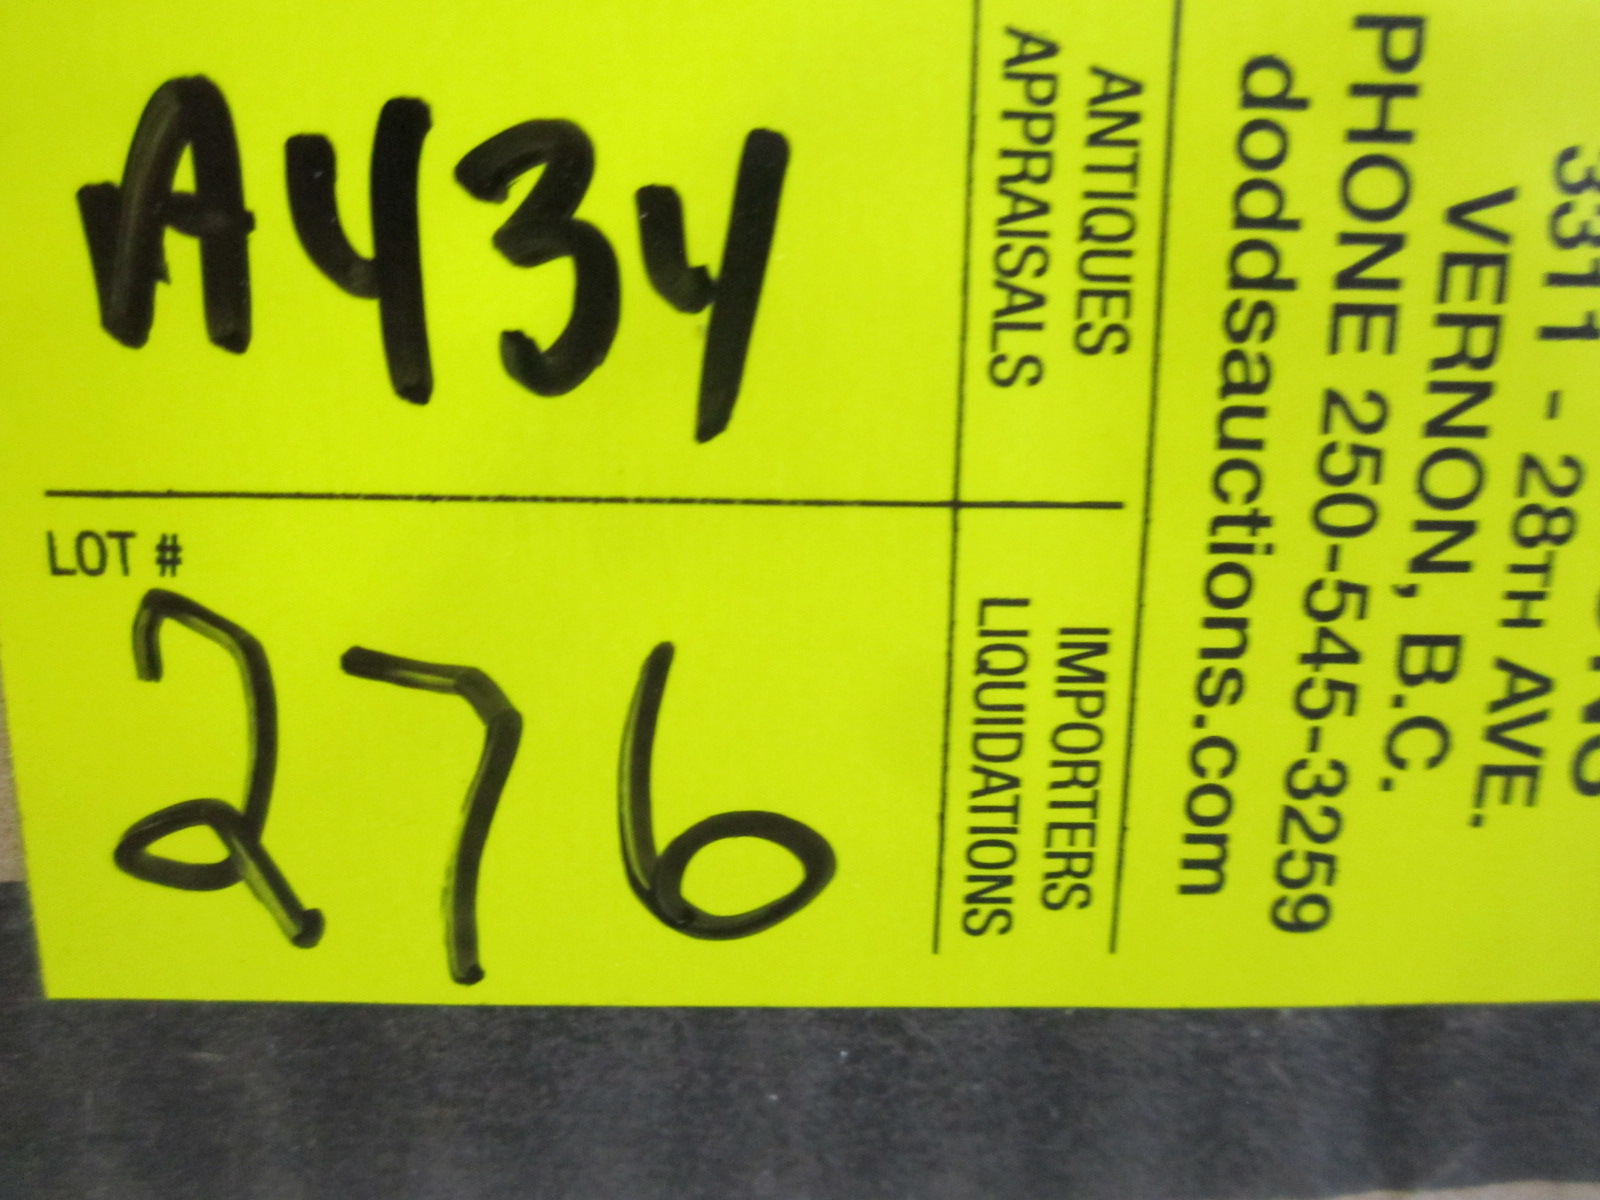 A434
LOT #
276
ANTIQUES
APPRAISALS
IMPORTERS
LIQUIDATIONS
3311 - 28TH AVE.
VERNON, B.C.
PHONE 250-545-3259
doddsauctions.com